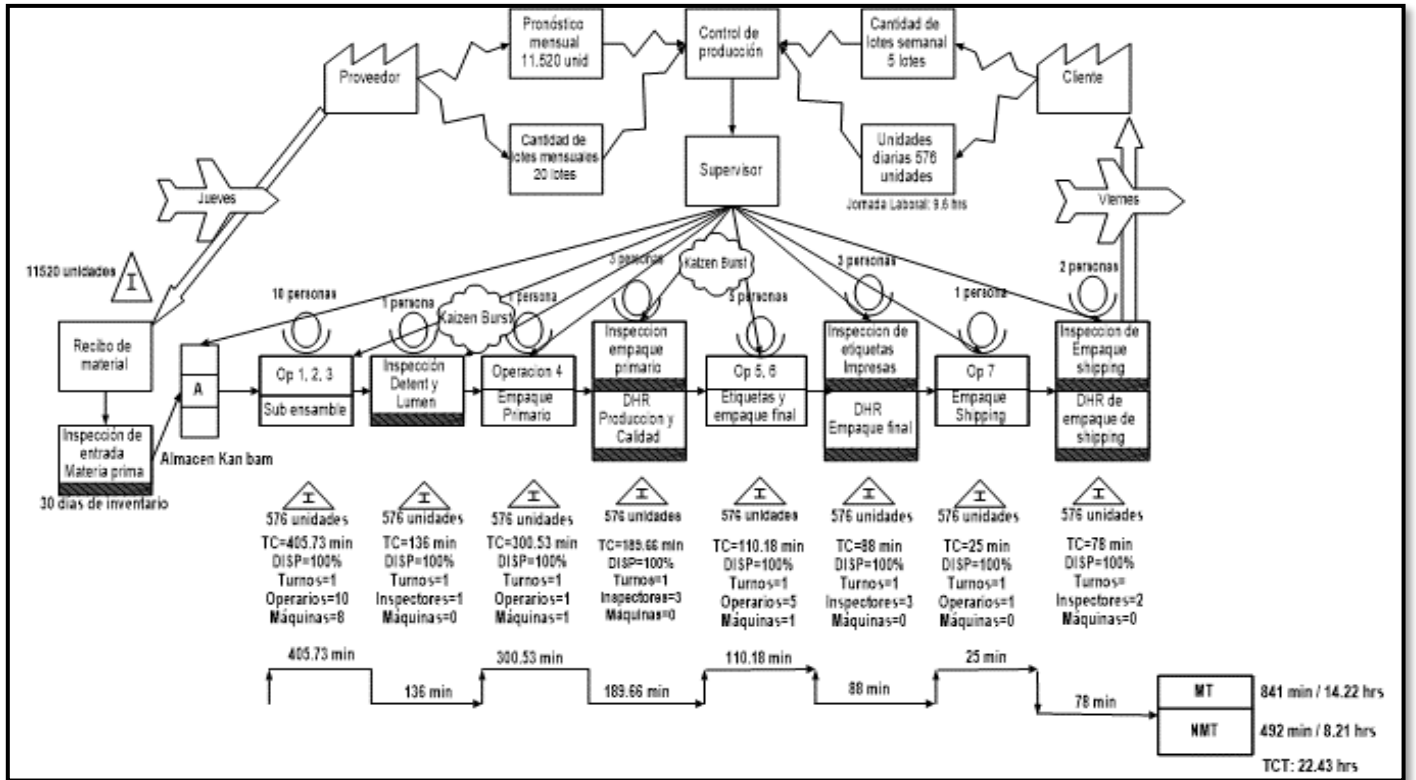 Pronóstico
mensual
11.520 unid
Control de
producción
Cantidad de
lotes semanal
5 lotes
Proveedor
Cliente
Cantidad de
lotes mensuales
20 lotes
Supervisor
Unidades
diarias 576
unidades
Jornada Laboral: 9.6 hrs
Jueves
Viernes
11520 unidades
I
10 personas
1 persona
Kaizen Burst
1 persona
3 personas
Kaizen Burst
5 personas
3 personas
1 persona
2 personas
Recibo de
material
Inspección de
entrada
Materia prima
30 días de inventario
A
Almacen Kan bam
Op 1, 2, 3
Sub ensamble
Inspección
Detent y
Lumen
Operacion 4
Empaque
Primario
Inspeccion
empaque
primario
DHR
Produccion y
Calidad
Op 5, 6
Etiquetas y
empaque final
Inspeccion de
etiquetas
Impresas
DHR
Empaque final
Op 7
Empaque
Shipping
Inspeccion de
Empaque
shipping
DHR de
empaque de
shipping
I
576 unidades
TC=405.73 min
DISP=100%
Turnos=1
Operarios=10
Máquinas=8
I
576 unidades
TC=136 min
DISP=100%
Turnos=1
Inspectores=1
Máquinas=0
I
576 unidades
TC=300.53 min
DISP=100%
Turnos=1
Operarios=1
Máquinas=1
I
576 unidades
TC=189.66 min
DISP=100%
Turnos=1
Inspectores=3
Máquinas=0
I
576 unidades
TC=110.18 min
DISP=100%
Turnos=1
Operarios=5
Máquinas=1
I
576 unidades
TC=88 min
DISP=100%
Turnos=1
Inspectores=3
Máquinas=0
I
576 unidades
TC=25 min
DISP=100%
Turnos=1
Operarios=1
Máquinas=0
I
576 unidades
TC=78 min
DISP=100%
Turnos=
Inspectores=2
Máquinas=0
405.73 min
136 min
300.53 min
189.66 min
110.18 min
88 min
25 min
78 min
MT
841 min / 14.22 hrs
NMT
492 min / 8.21 hrs
TCT: 22.43 hrs